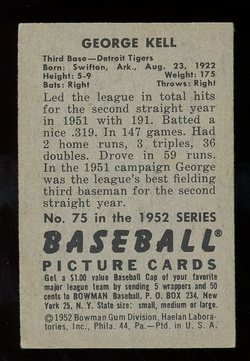 GEORGE KELL
Third Base—Detroit Tigers
Born: Swifton, Ark., Aug. 23, 1922
Height: 5-9 Weight: 175
Bats: Right Throws: Right
Led the league in total hits
for the second straight year
in 1951 with 191. Batted a
nice .319. In 147 games. Had
2 home runs, 3 triples, 36
doubles. Drove in 59 runs.
In the 1951 campaign George
was the league's best fielding
third baseman for the second
straight year.
No. 75 in the 1952 SERIES
BASEBALL®
PICTURE CARDS
Get a $1.00 value Baseball Cap of your favorite
major league team by sending 5 wrappers and
50 cents to BOWMAN Baseball, P. O. BOX 234, New
York 25, N. Y. State size: small, medium, large.
©1952 Bowman Gum Division, Haelan Labora-
tories, Inc., Phila. 44, Pa.—Ptd. in U. S. A.